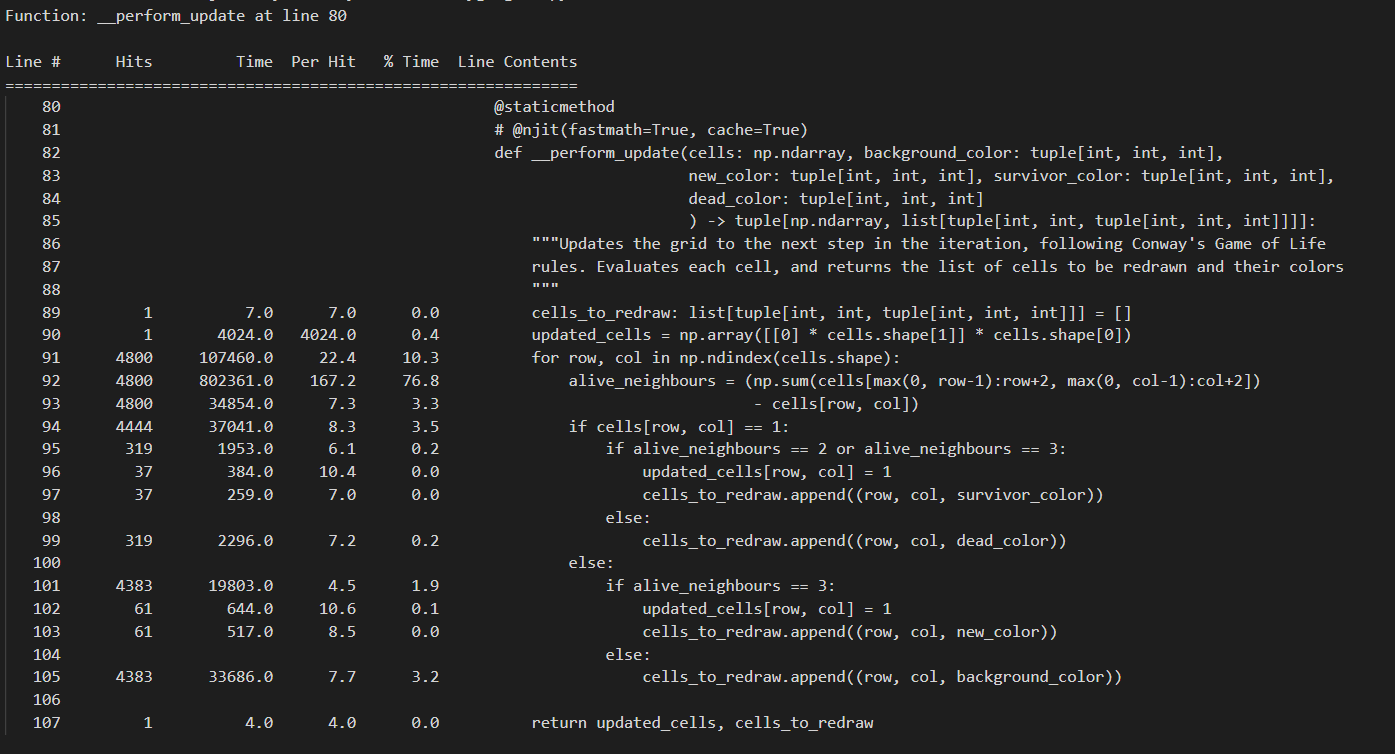 Function: __perform_update at line 80
Line #      Hits         Time  Per Hit   % Time  Line Contents
==============================================================
    80                                               @staticmethod
    81                                               # @njit(fastmath=True, cache=True)
    82                                               def __perform_update(cells: np.ndarray, background_color: tuple[int, int, int],
    83                                                                    new_color: tuple[int, int, int], survivor_color: tuple[int, int, int],
    84                                                                    dead_color: tuple[int, int, int]
    85                                                                    ) -> tuple[np.ndarray, list[tuple[int, int, tuple[int, int, int]]]]:
    86                                                   """Updates the grid to the next step in the iteration, following Conway's Game of Life
    87                                                   rules. Evaluates each cell, and returns the list of cells to be redrawn and their colors
    88                                                   """
    89         1          7.0      7.0      0.0          cells_to_redraw: list[tuple[int, int, tuple[int, int, int]]] = []
    90         1       4024.0   4024.0      0.4          updated_cells = np.array([[0] * cells.shape[1]] * cells.shape[0])
    91      4800     107460.0     22.4     10.3          for row, col in np.ndindex(cells.shape):
    92      4800     802361.0    167.2     76.8              alive_neighbours = (np.sum(cells[max(0, row-1):row+2, max(0, col-1):col+2])
    93      4800      34854.0      7.3      3.3                                  - cells[row, col])
    94      4444      37041.0      8.3      3.5              if cells[row, col] == 1:
    95       319       1953.0      6.1      0.2                  if alive_neighbours == 2 or alive_neighbours == 3:
    96        37        384.0     10.4      0.0                      updated_cells[row, col] = 1
    97        37        259.0      7.0      0.0                      cells_to_redraw.append((row, col, survivor_color))
    98                                                           else:
    99       319       2296.0      7.2      0.2                      cells_to_redraw.append((row, col, dead_color))
   100                                                       else:
   101      4383      19803.0      4.5      1.9                  if alive_neighbours == 3:
   102        61        644.0     10.6      0.1                      updated_cells[row, col] = 1
   103        61        517.0      8.5      0.0                      cells_to_redraw.append((row, col, new_color))
   104                                                           else:
   105      4383      33686.0      7.7      3.2                      cells_to_redraw.append((row, col, background_color))
   106
   107         1          4.0      4.0      0.0          return updated_cells, cells_to_redraw